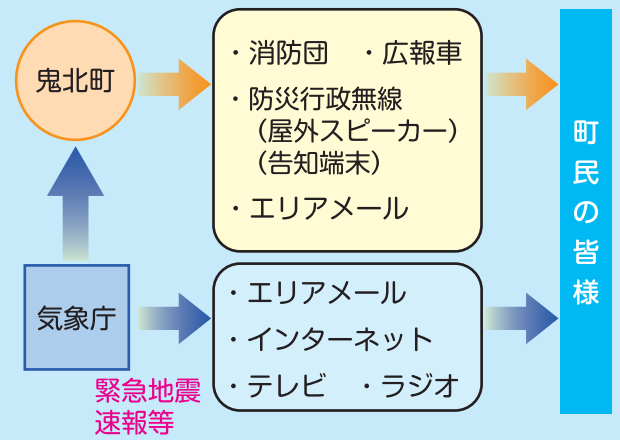 鬼北町
・消防団　・広報車
・防災行政無線
（屋外スピーカー）
（告知端末）
・エリアメール
気象庁
・エリアメール
・インターネット
・テレビ　・ラジオ
緊急地震
速報等
町民の皆様